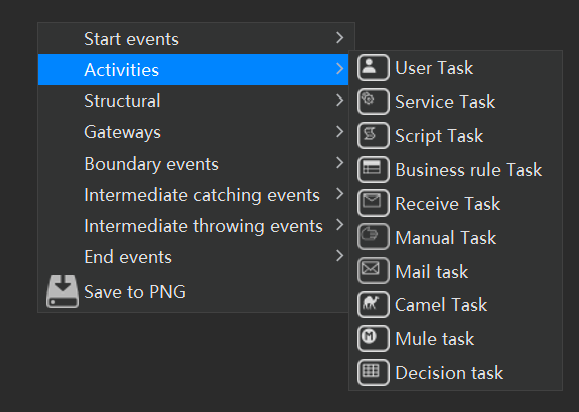 Start events
Activities
Structural
Gateways
Boundary events
Intermediate catching events
Intermediate throwing events
End events
Save to PNG
User Task
Service Task
Script Task
Business rule Task
Receive Task
Manual Task
Mail task
Camel Task
Mule task
Decision task